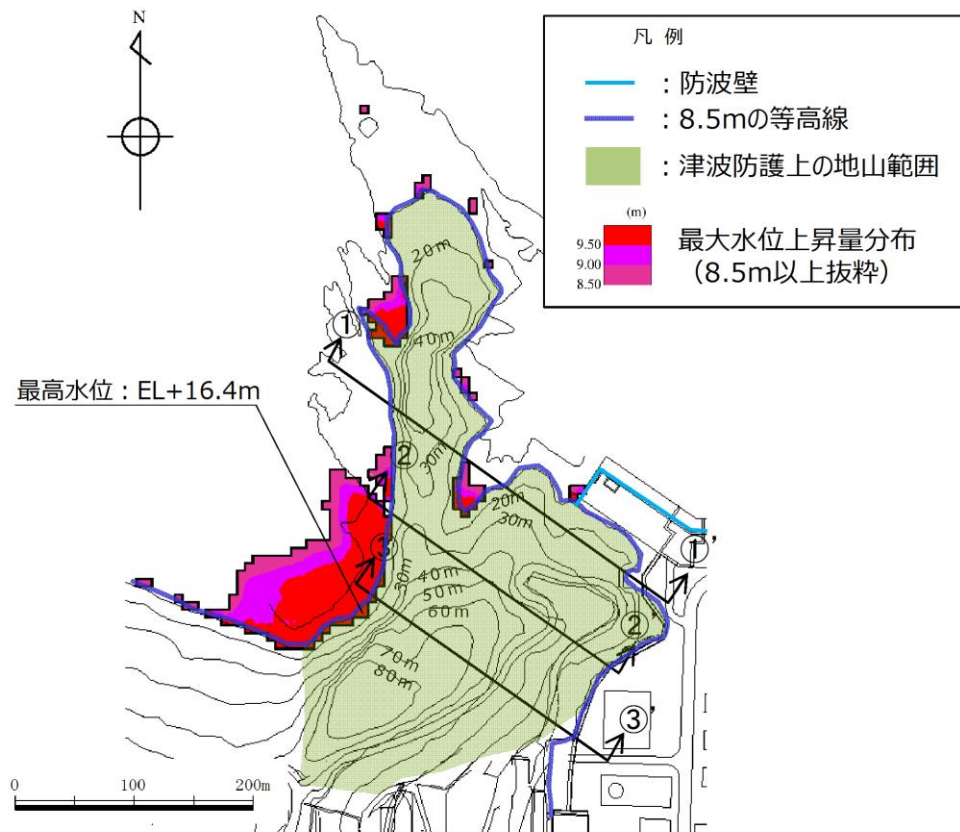 N
凡 例
：防波壁
：8.5mの等高線
：津波防護上の地山範囲
(m)
9.50
9.00
8.50
最大水位上昇量分布
（8.5m以上抜粋）
20m
①
40m
最高水位：EL+16.4m
②
30m
20m
30m
③
①’
30m
40m
50m
60m
②’
70m
80m
③’
0 100 200m